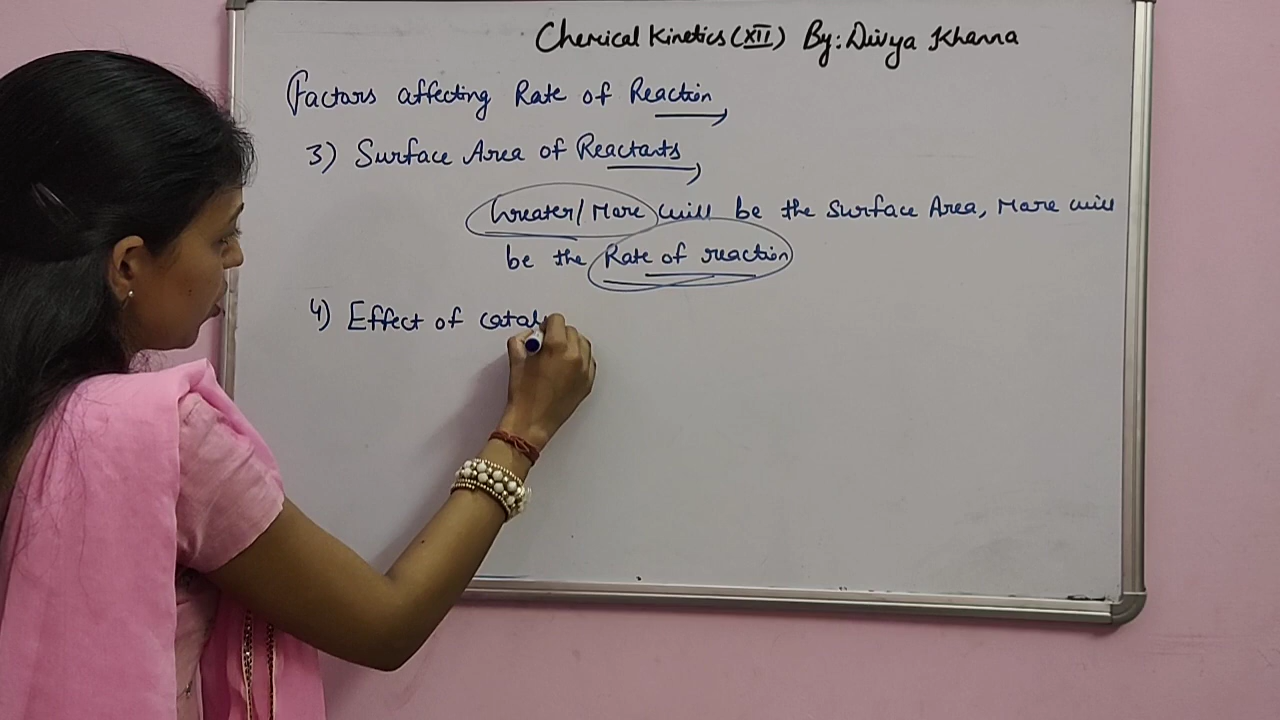 Chemical Kinetics (XII) By: Divya Khanna
Factors affecting Rate of Reaction
3) Surface Area of Reactants
Greater/More will be the Surface Area, More will
be the Rate of reaction
4) Effect of cataly